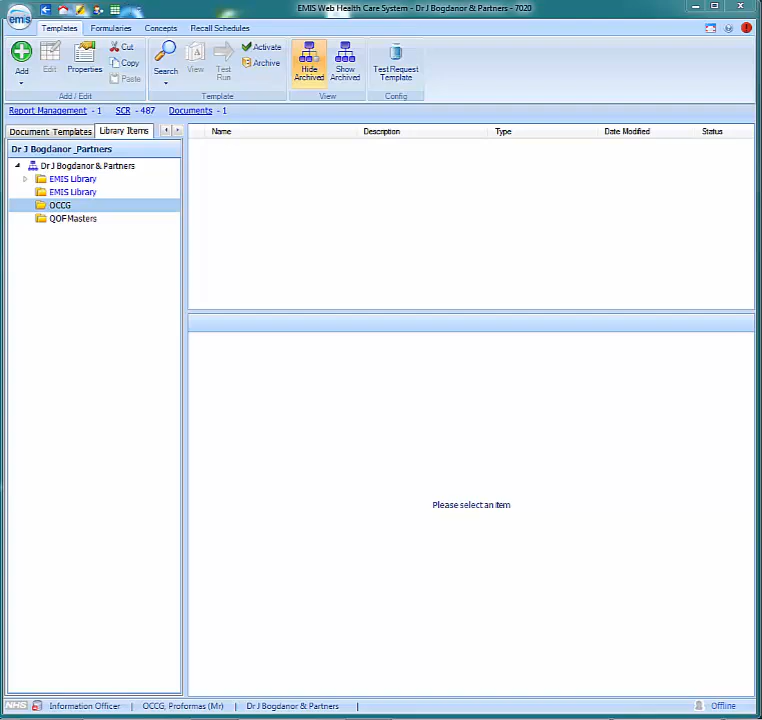 EMIS Web Health Care System - Dr J Bogdanor & Partners - 7020
emis
Templates Formularies Concepts Recall Schedules
Add Edit Properties Cut Copy Paste
Add / Edit
Search View Test Run Activate Archive
Template
Hide Archived Show Archived
View
Test Request Template
Config
Report Management - 1 SCR - 487 Documents - 1
Document Templates Library Items
Name Description Type Date Modified Status
Dr J Bogdanor _Partners
Dr J Bogdanor & Partners
EMIS Library
EMIS Library
OCCG
QOF Masters
Please select an item
NHS Information Officer | OCCG, Proformas (Mr) | Dr J Bogdanor & Partners | Offline